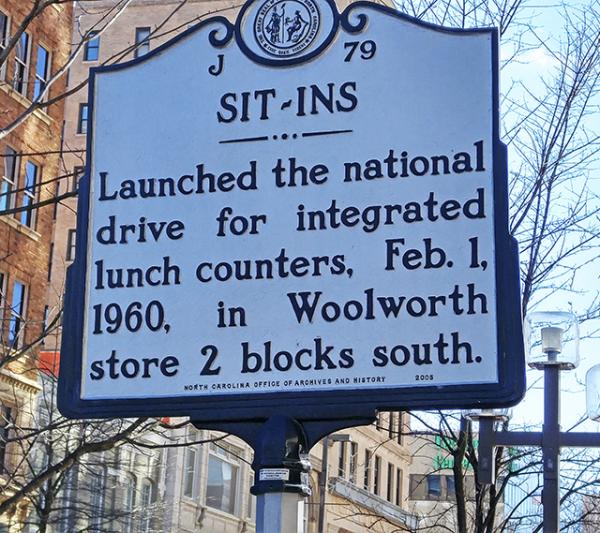 J 79
SIT-INS
Launched the national
drive for integrated
lunch counters, Feb. 1,
1960, in Woolworth
store 2 blocks south.
NORTH CAROLINA OFFICE OF ARCHIVES AND HISTORY 2005